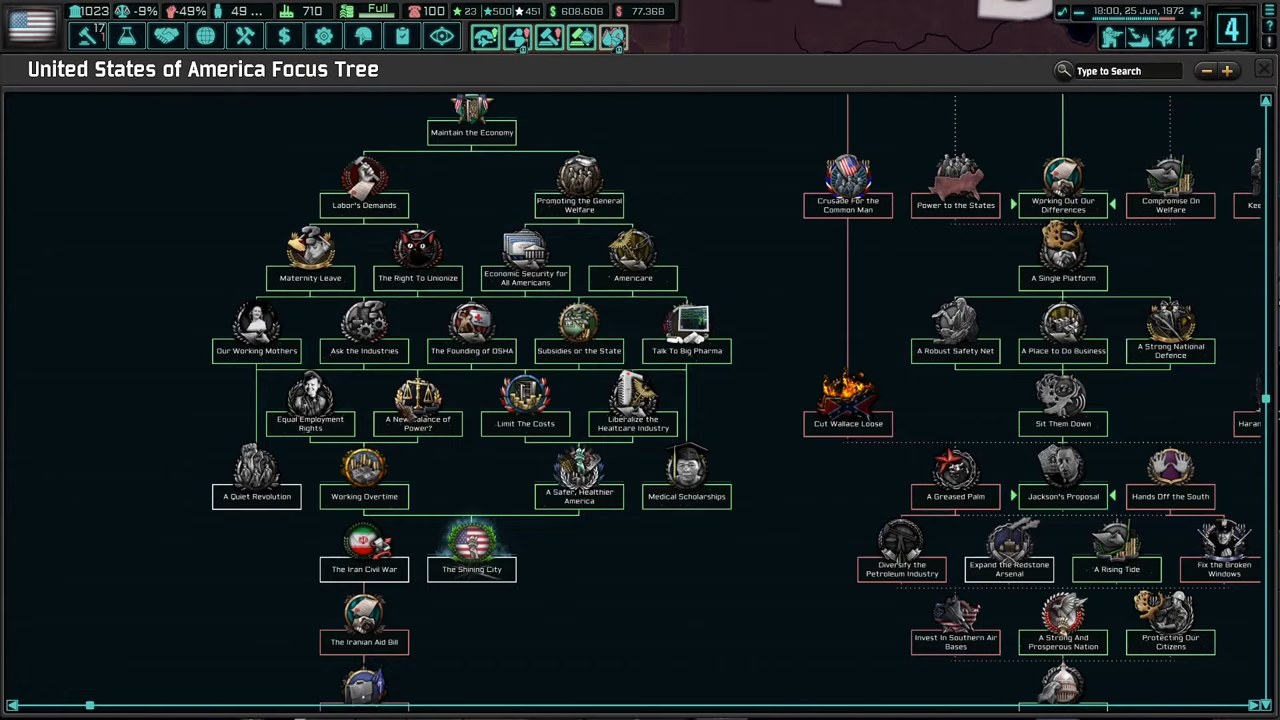 1023
-9%
49%
49 ...
710
Full
100
23
500
451
$ 608.60B
$ 77.36B
18:00, 25 Jun, 1972
4
17
United States of America Focus Tree
Type to Search
Maintain the Economy
Labor's Demands
Promoting the General
Welfare
Crusade For the
Common Man
Power to the States
Working Out Our
Differences
Compromise On
Welfare
Kee
Maternity Leave
The Right To Unionize
Economic Security for
All Americans
Americare
A Single Platform
Our Working Mothers
Ask the Industries
The Founding of OSHA
Subsidies or the State
Talk To Big Pharma
A Robust Safety Net
A Place to Do Business
A Strong National
Defence
Equal Employment
Rights
A New Balance of
Power?
Limit The Costs
Liberalize the
Healtcare Industry
Cut Wallace Loose
Sit Them Down
Haran
A Quiet Revolution
Working Overtime
A Safer, Healthier
America
Medical Scholarships
A Greased Palm
Jackson's Proposal
Hands Off the South
The Iran Civil War
The Shining City
Diversify the
Petroleum Industry
Expand the Redstone
Arsenal
A Rising Tide
Fix the Broken
Windows
The Iranian Aid Bill
Invest In Southern Air
Bases
A Strong And
Prosperous Nation
Protecting Our
Citizens